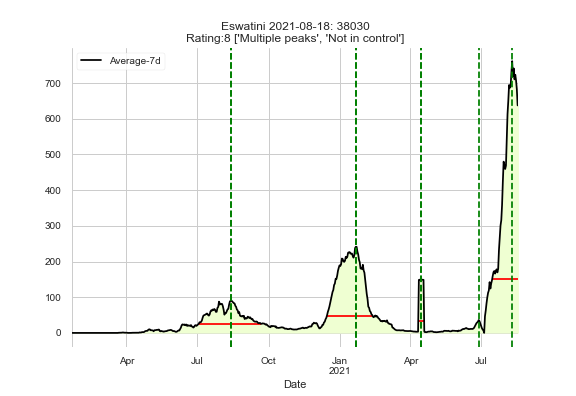 Eswatini 2021-08-18: 38030
Rating:8 ['Multiple peaks', 'Not in control']
Average-7d
700
600
500
400
300
200
100
0
Apr Jul Oct Jan Apr Jul
2021
Date